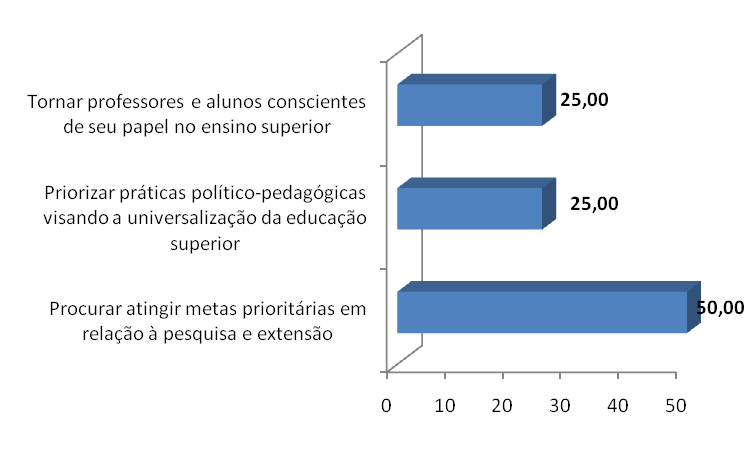 Tornar professores e alunos conscientes
de seu papel no ensino superior
25,00
Priorizar práticas político-pedagógicas
visando a universalização da educação
superior
25,00
Procurar atingir metas prioritárias em
relação à pesquisa e extensão
50,00
0 10 20 30 40 50